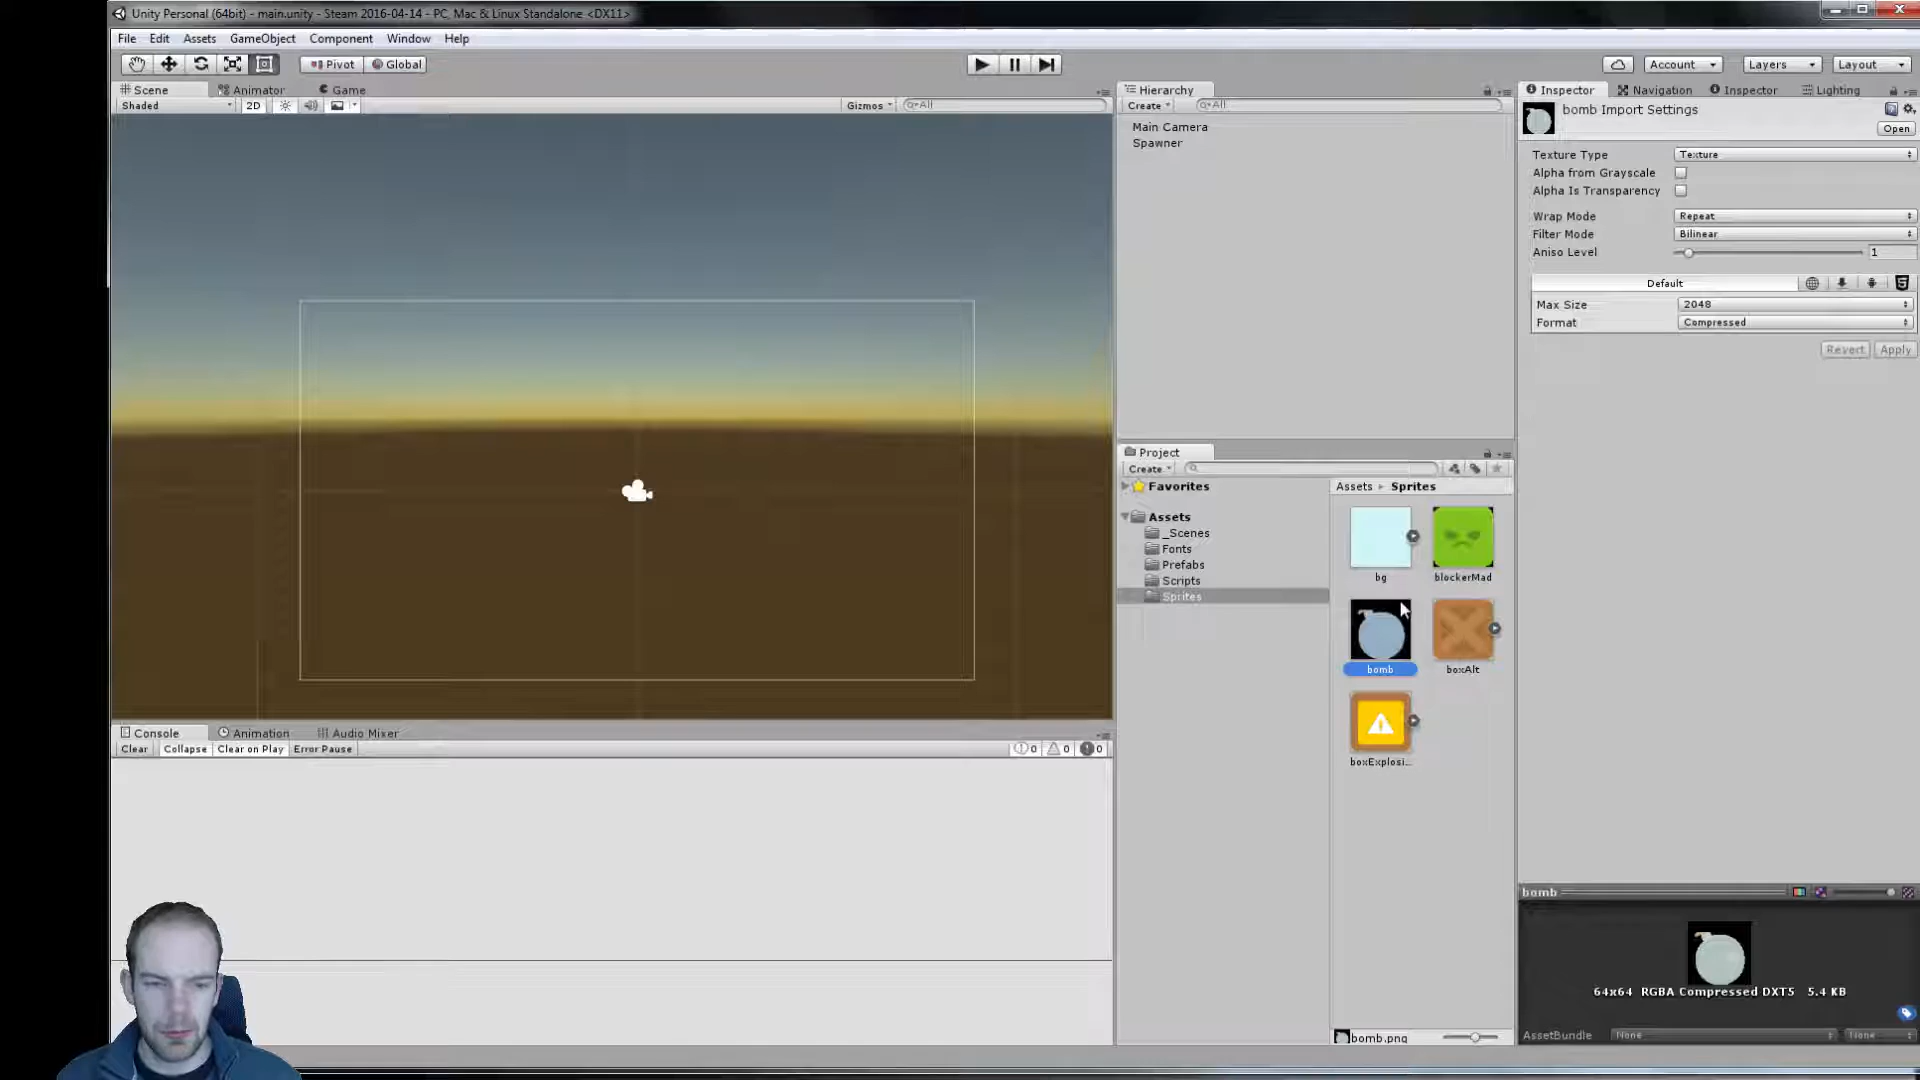 Unity Personal (64bit) - main.unity - Steam 2016-04-14 - PC, Mac & Linux Standalone <DX11>
File Edit Assets GameObject Component Window Help
Pivot Global Account Layers Layout
Scene Animator Game
Shaded 2D Gizmos All
Hierarchy
Create All
Main Camera
Spawner
Inspector Navigation Inspector Lighting
bomb Import Settings
Open
Texture Type Texture
Alpha from Grayscale
Alpha Is Transparency
Wrap Mode Repeat
Filter Mode Bilinear
Aniso Level 1
Default
Max Size 2048
Format Compressed
Revert Apply
Project
Create
Favorites
Assets
_Scenes
Fonts
Prefabs
Scripts
Sprites
Assets Sprites
bg blockerMad
bomb boxAlt
boxExplosi...
bomb.png
Console Animation Audio Mixer
Clear Collapse Clear on Play Error Pause 0 0 0
bomb
64x64 RGBA Compressed DXT5 5.4 KB
AssetBundle None None